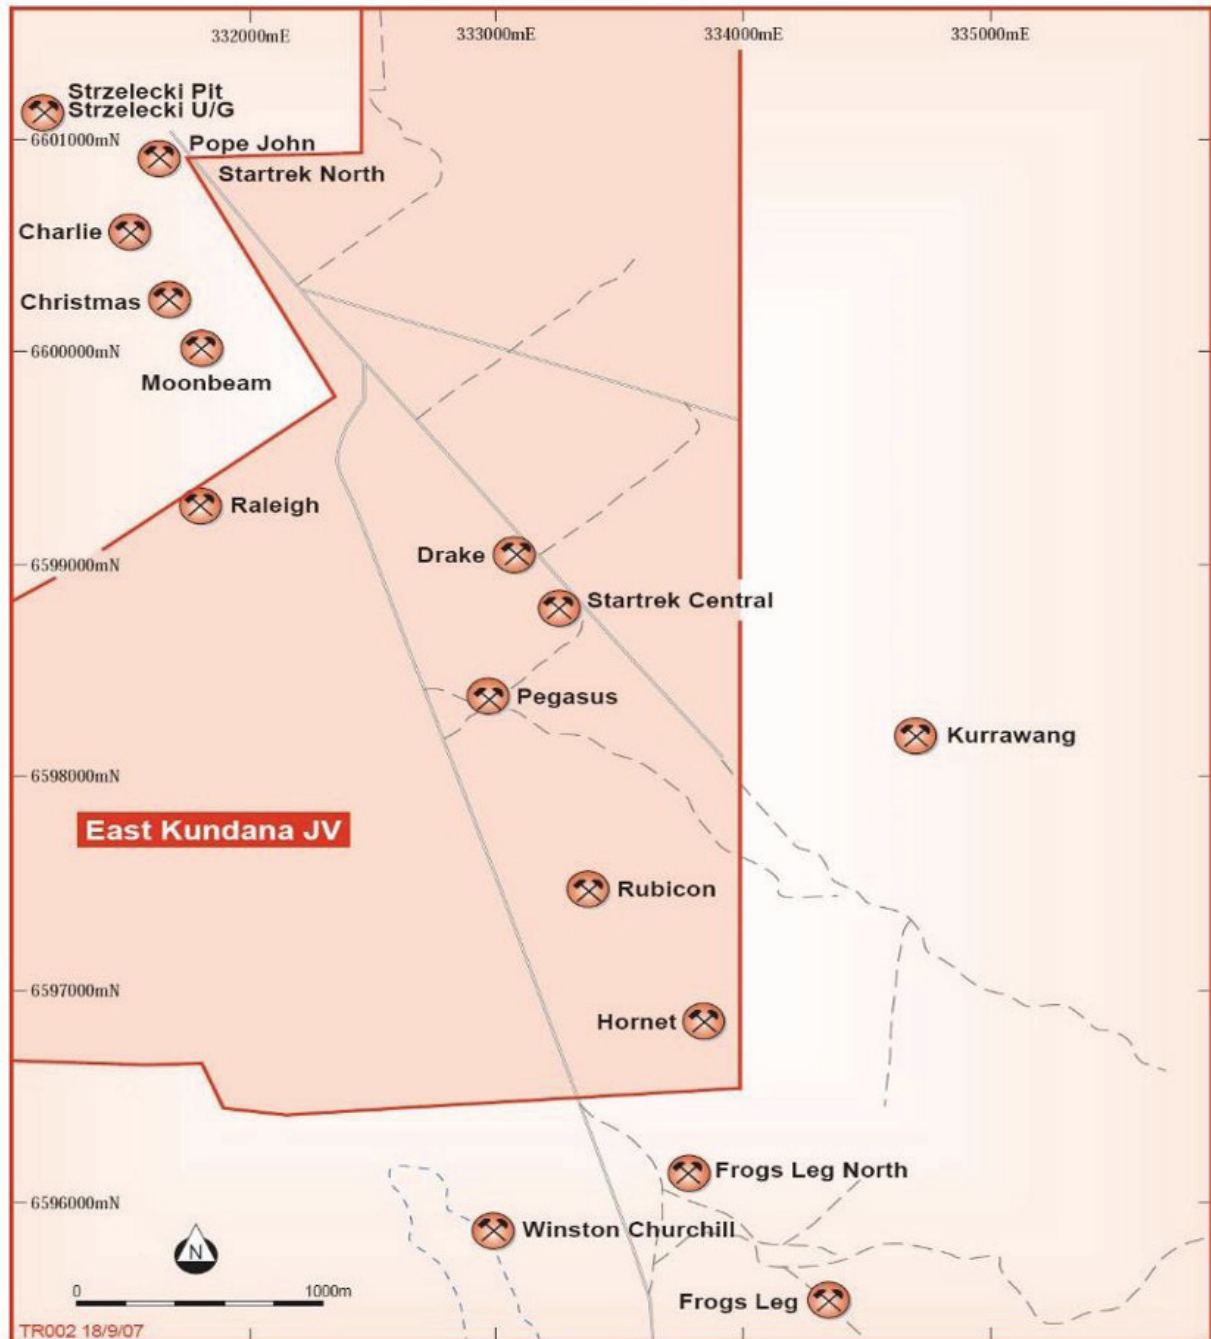 332000mE
333000mE
334000mE
335000mE
Strzelecki Pit
Strzelecki U/G
6601000mN
Pope John
Startrek North
Charlie
Christmas
6600000mN
Moonbeam
Raleigh
Drake
6599000mN
Startrek Central
Pegasus
Kurrawang
6598000mN
East Kundana JV
Rubicon
6597000mN
Hornet
Frogs Leg North
6596000mN
Winston Churchill
N
0
1000m
Frogs Leg
TR002 18/9/07